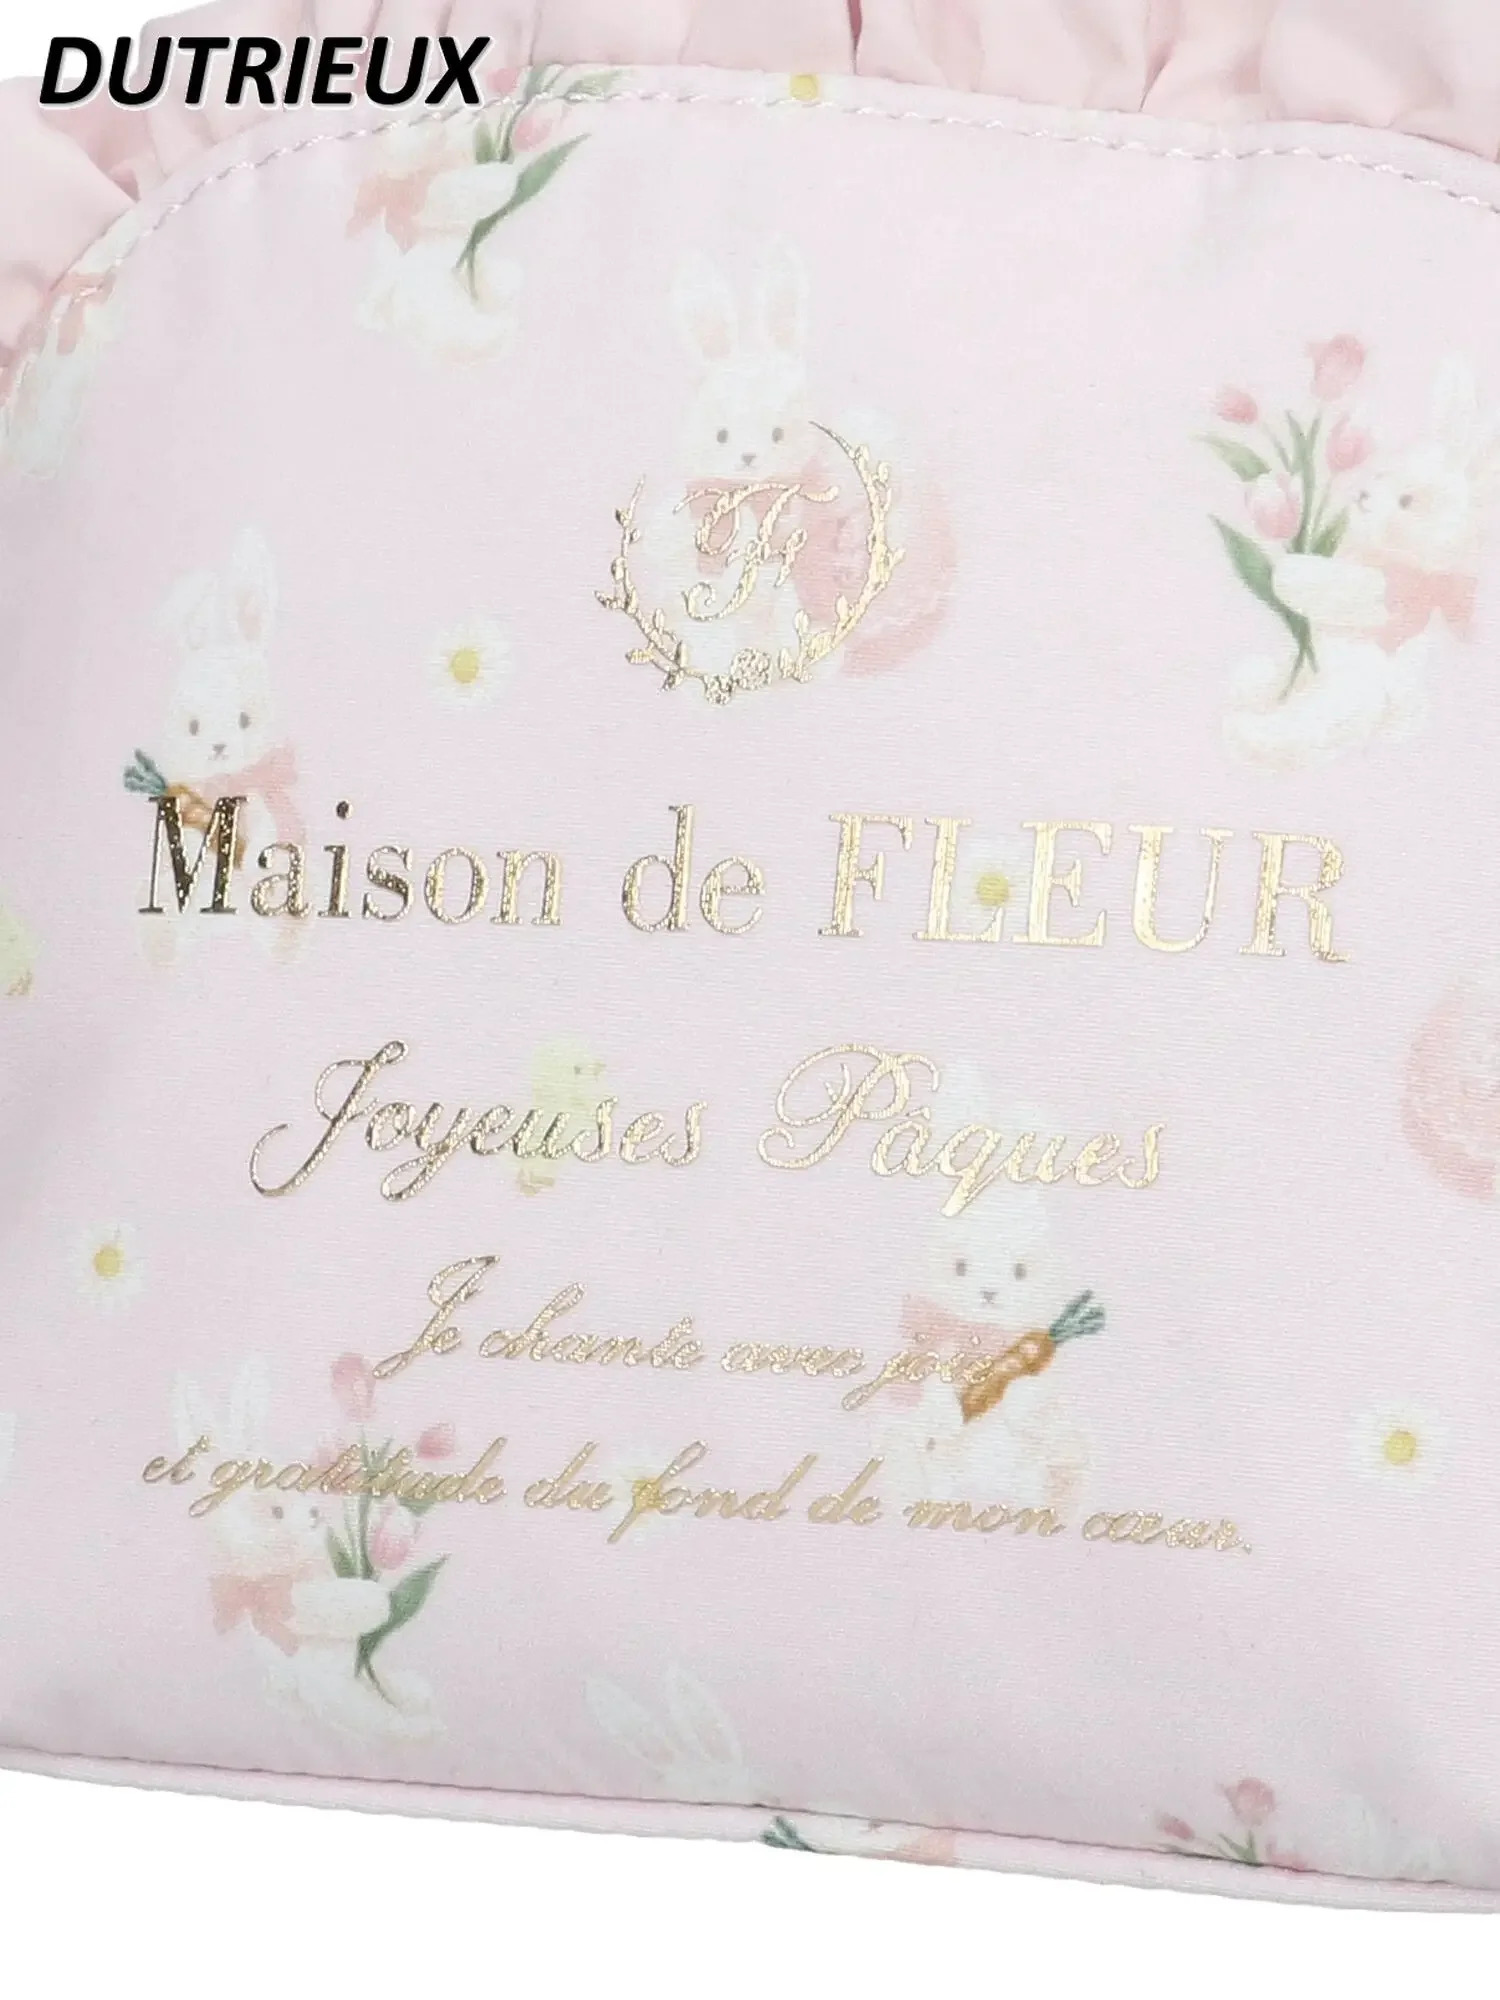 DUTRIEUX
F
Maison de FLEUR
Joyeuses Pâques
Je chante avec joie
et gratitude du fond de mon cœur.